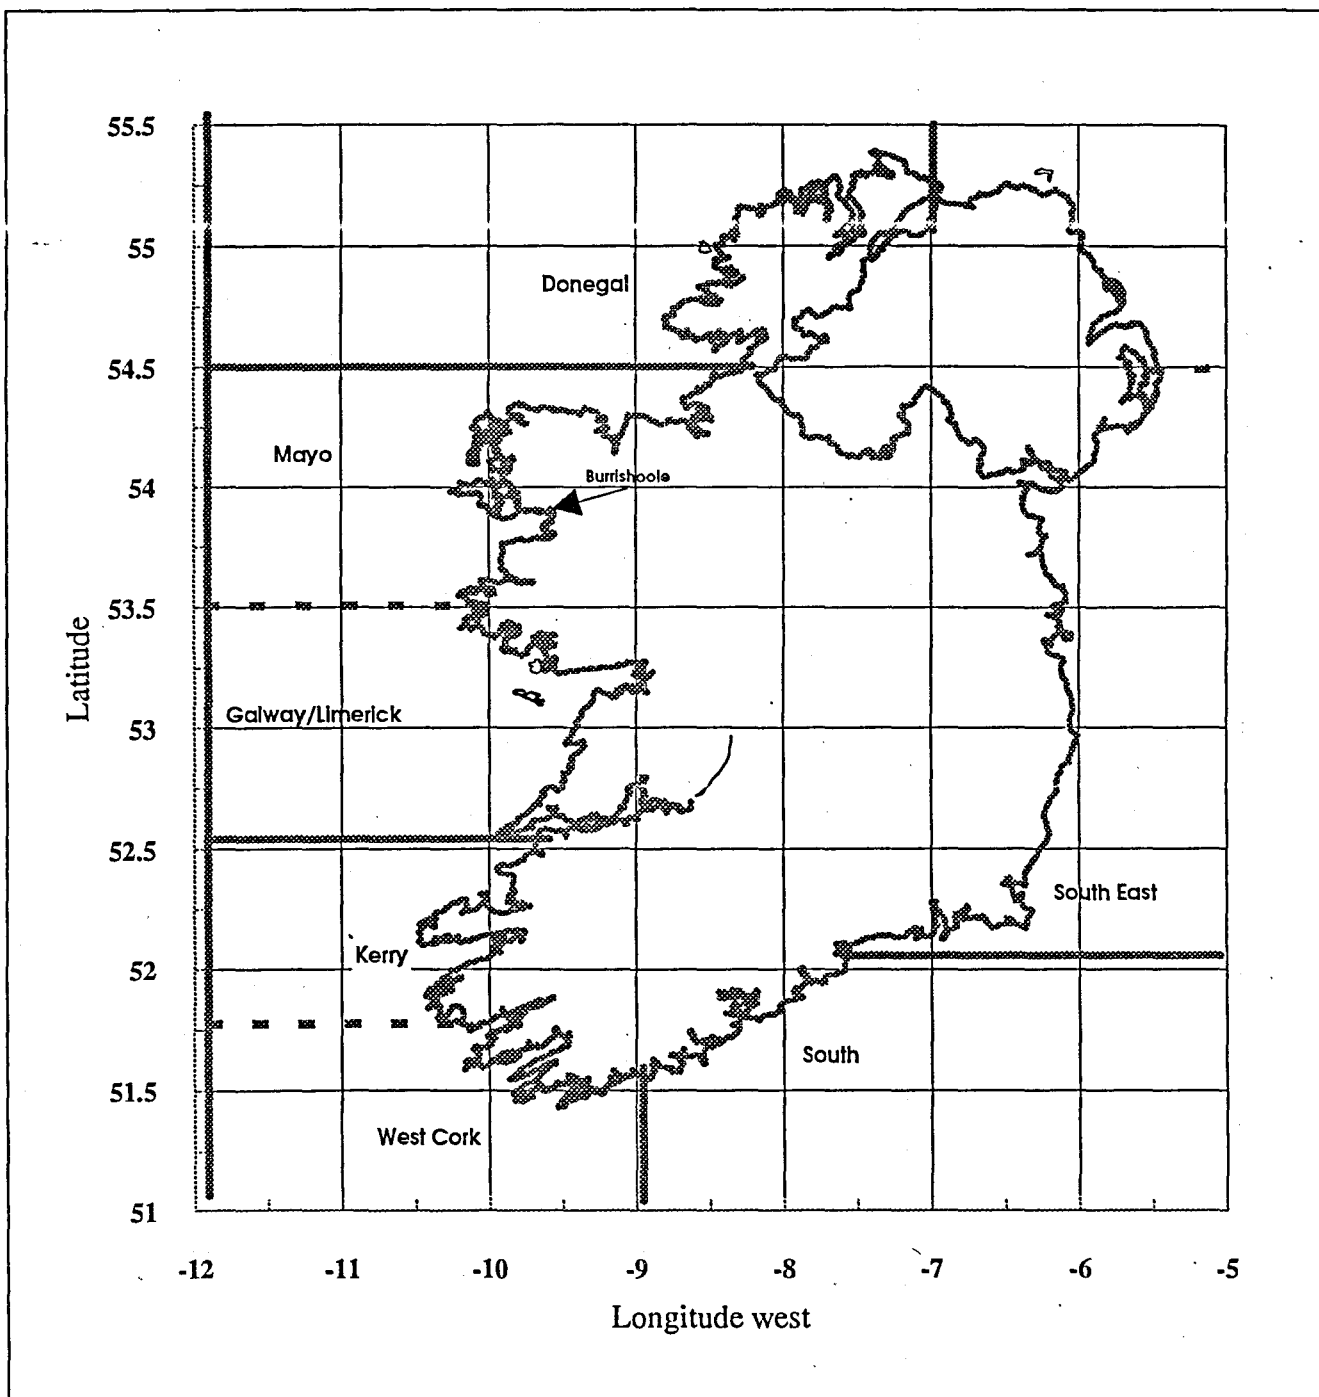 55.5
55
Donegal
54.5
Mayo
Burrishoole
54
53.5
Latitude
Galway/Limerick
53
52.5
South East
Kerry
52
South
51.5
West Cork
51
-12 -11 -10 -9 -8 -7 -6 -5
Longitude west